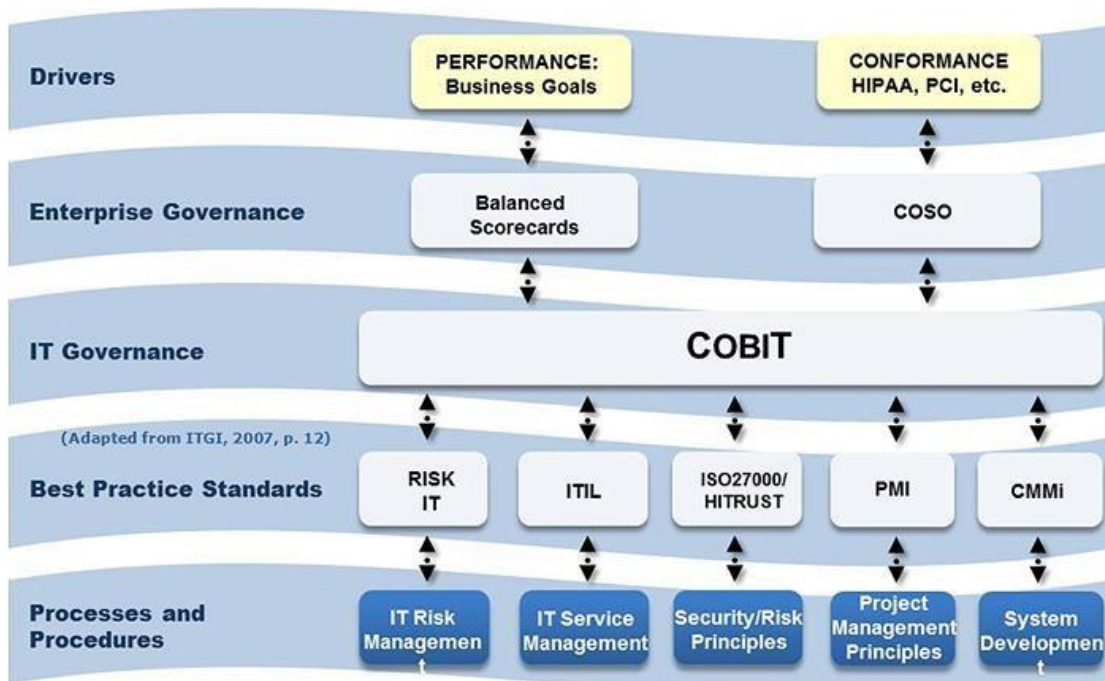 Drivers
PERFORMANCE:
Business Goals
CONFORMANCE
HIPAA, PCI, etc.
Enterprise Governance
Balanced
Scorecards
COSO
IT Governance
COBIT
(Adapted from ITGI, 2007, p. 12)
Best Practice Standards
RISK
IT
ITIL
ISO27000/
HITRUST
PMI
CMMi
Processes and
Procedures
IT Risk
Managemen
t
IT Service
Management
Security/Risk
Principles
Project
Management
Principles
System
Developmen
t